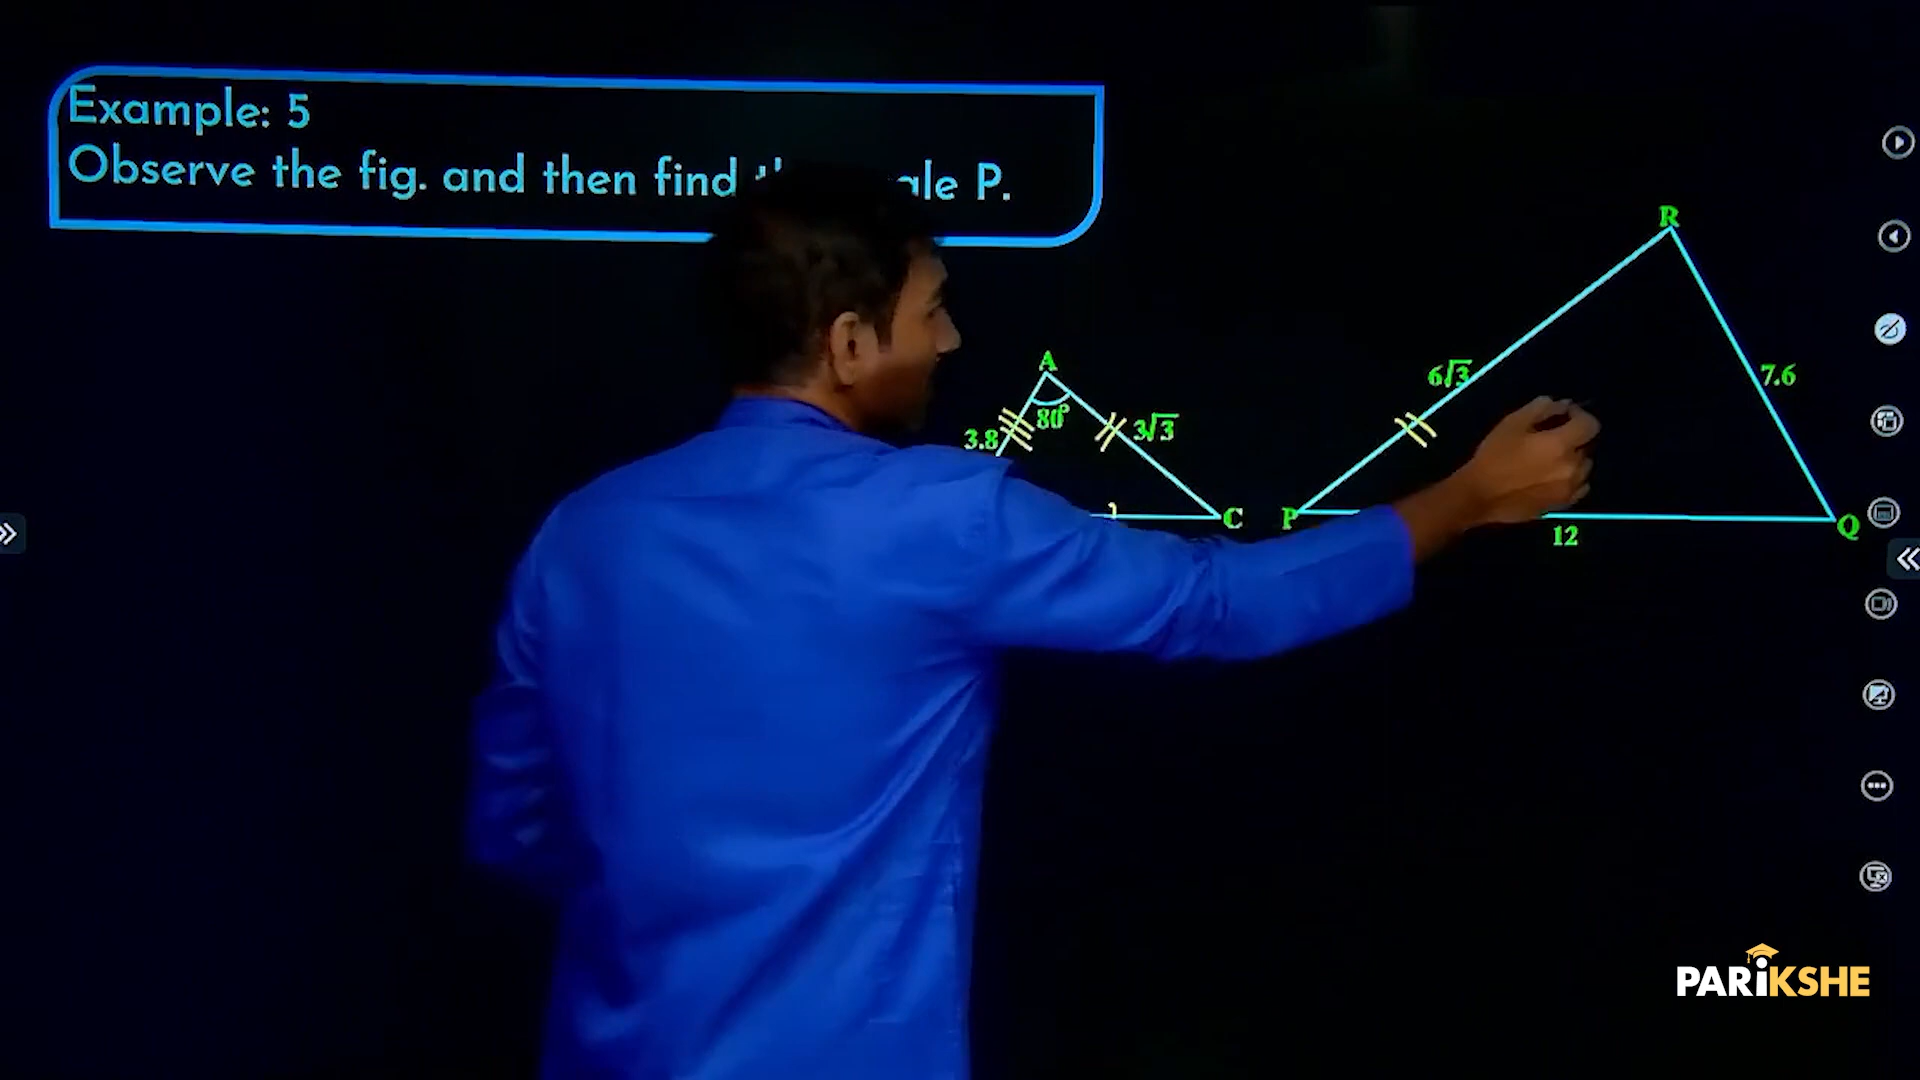 Example: 5
Observe the fig. and then find P.
R
A
6√3
7.6
80°
3.8
3√3
C
P
Q
12
PARiKSHE